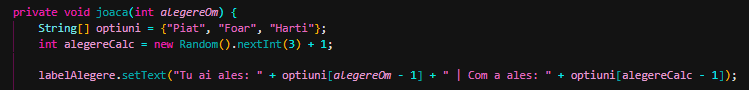 private void joaca(int alegereOm) {
String[] optiuni = {"Piat", "Foar", "Harti"};
int alegereCalc = new Random().nextInt(3) + 1;
labelAlegere.setText("Tu ai ales: " + optiuni[alegereOm - 1] + " | Com a ales: " + optiuni[alegereCalc - 1]);